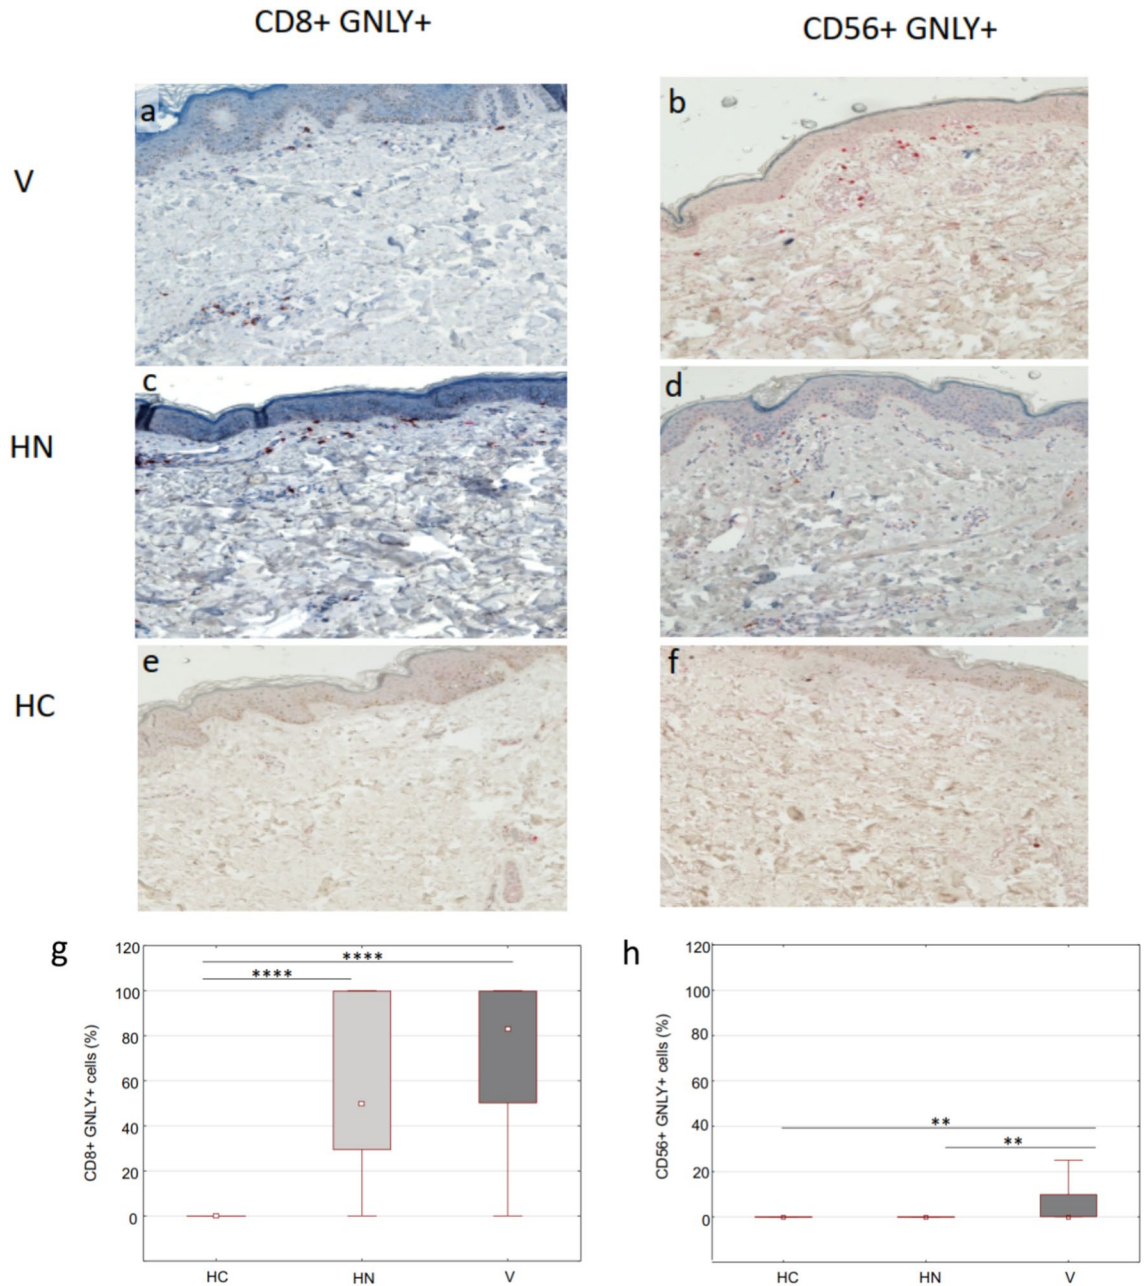 CD8+ GNLY+
CD56+ GNLY+
a
b
V
c
d
HN
e
f
HC
g
120
100
80
60
40
20
0
CD8+ GNLY+ cells (%)
****
****
HC
HN
V
h
120
100
80
60
40
20
0
CD56+ GNLY+ cells (%)
**
**
HC
HN
V